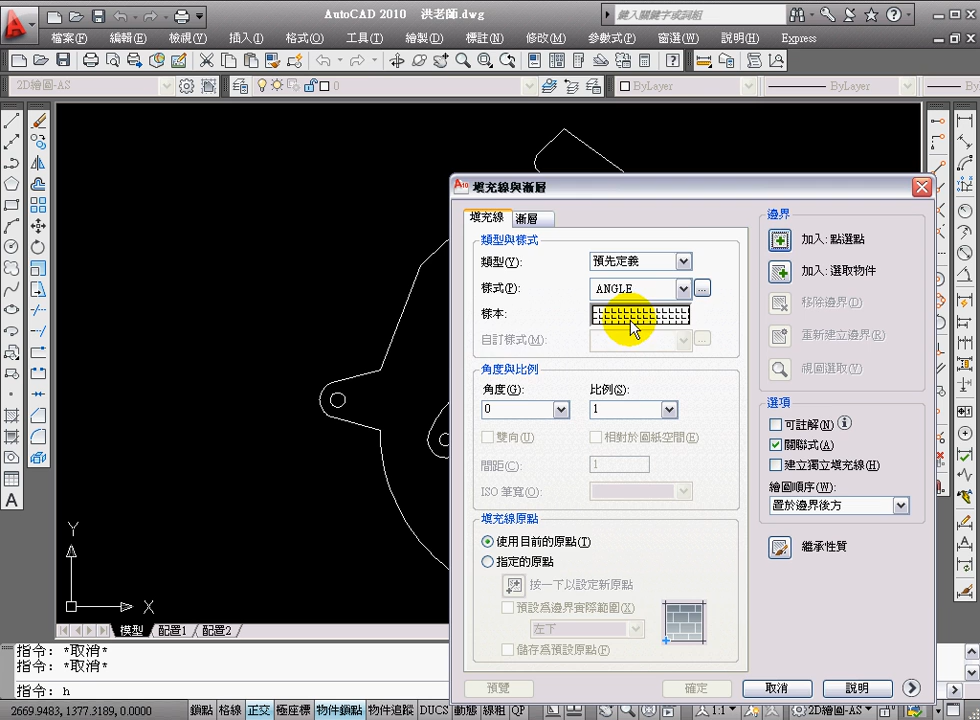 AutoCAD 2010 洪老師.dwg
鍵入關鍵字或詞組
檔案(F) 編輯(E) 檢視(V) 插入(I) 格式(O) 工具(T) 繪製(D) 標註(N) 修改(M) 參數式(P) 視窗(W) 說明(H) Express
2D繪圖-AS
0
ByLayer
ByLayer
填充線與漸層
填充線 漸層
類型與樣式
類型(Y):
預先定義
樣式(P):
ANGLE
樣本:
自訂樣式(M):
角度與比例
角度(G):
比例(S):
0
1
雙向(U)
相對於圖紙空間(E)
間距(C):
1
ISO 筆寬(O):
填充線原點
使用目前的原點(T)
指定的原點
按一下以設定新原點
預設為邊界實際範圍(X)
左下
儲存為預設原點(F)
邊界
加入: 點選點
加入: 選取物件
移除邊界(D)
重新建立邊界(R)
檢視選取(V)
選項
可註解(N)
關聯式(A)
建立獨立填充線(H)
繪圖順序(W):
置於邊界後方
繼承性質
預覽
確定
取消
說明
Y
X
模型 配置1 配置2
指令: *取消*
指令: *取消*
指令: h
2669.9483, 1377.3189, 0.0000
鎖點 格線 正交 極座標 物件鎖點 物件追蹤 DUCS 動態 線粗 QP
1:1
2D繪圖-AS
A